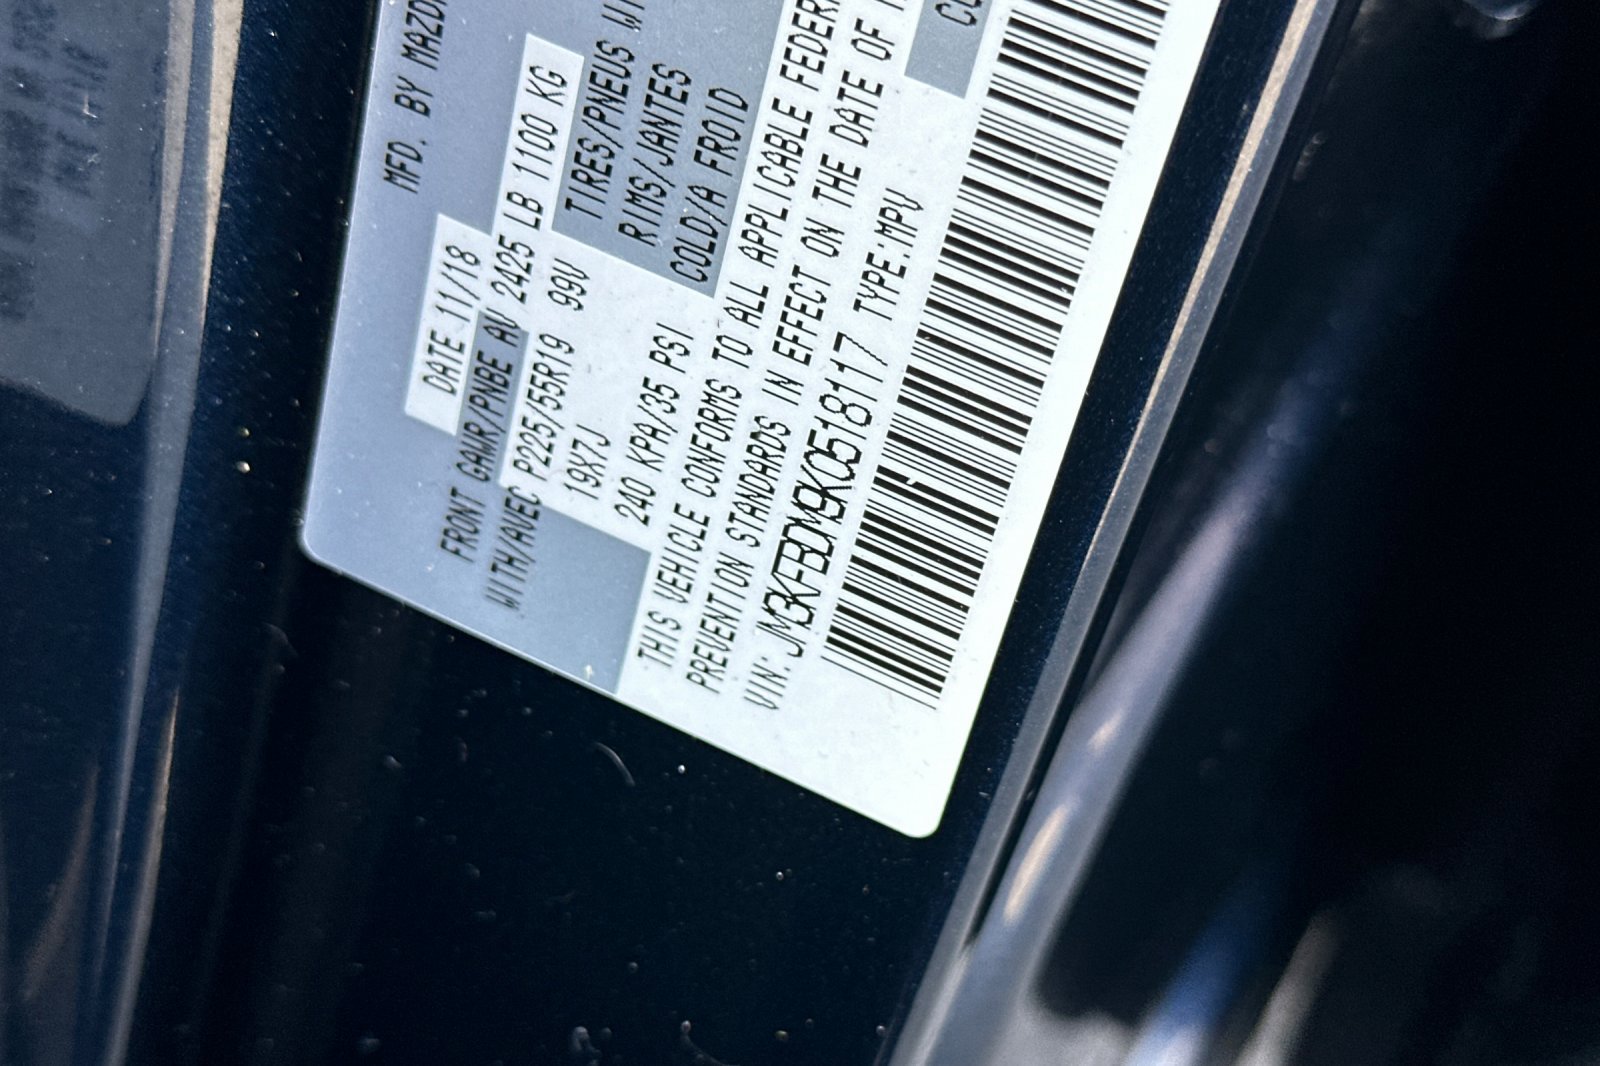 MFD. BY MAZD
DATE 11/18
FRONT GAWR/PNBE AV 2425 LB 1100 KG
WITH/AVEC P225/55R19 99V TIRES/PNEUS
19X7J RIMS/JANTES
240 KPA/35 PSI COLD/A FROID
THIS VEHICLE CONFORMS TO ALL APPLICABLE FEDER
PREVENTION STANDARDS IN EFFECT ON THE DATE OF
VIN: JM3KFBDM9K0518117 TYPE:MPV